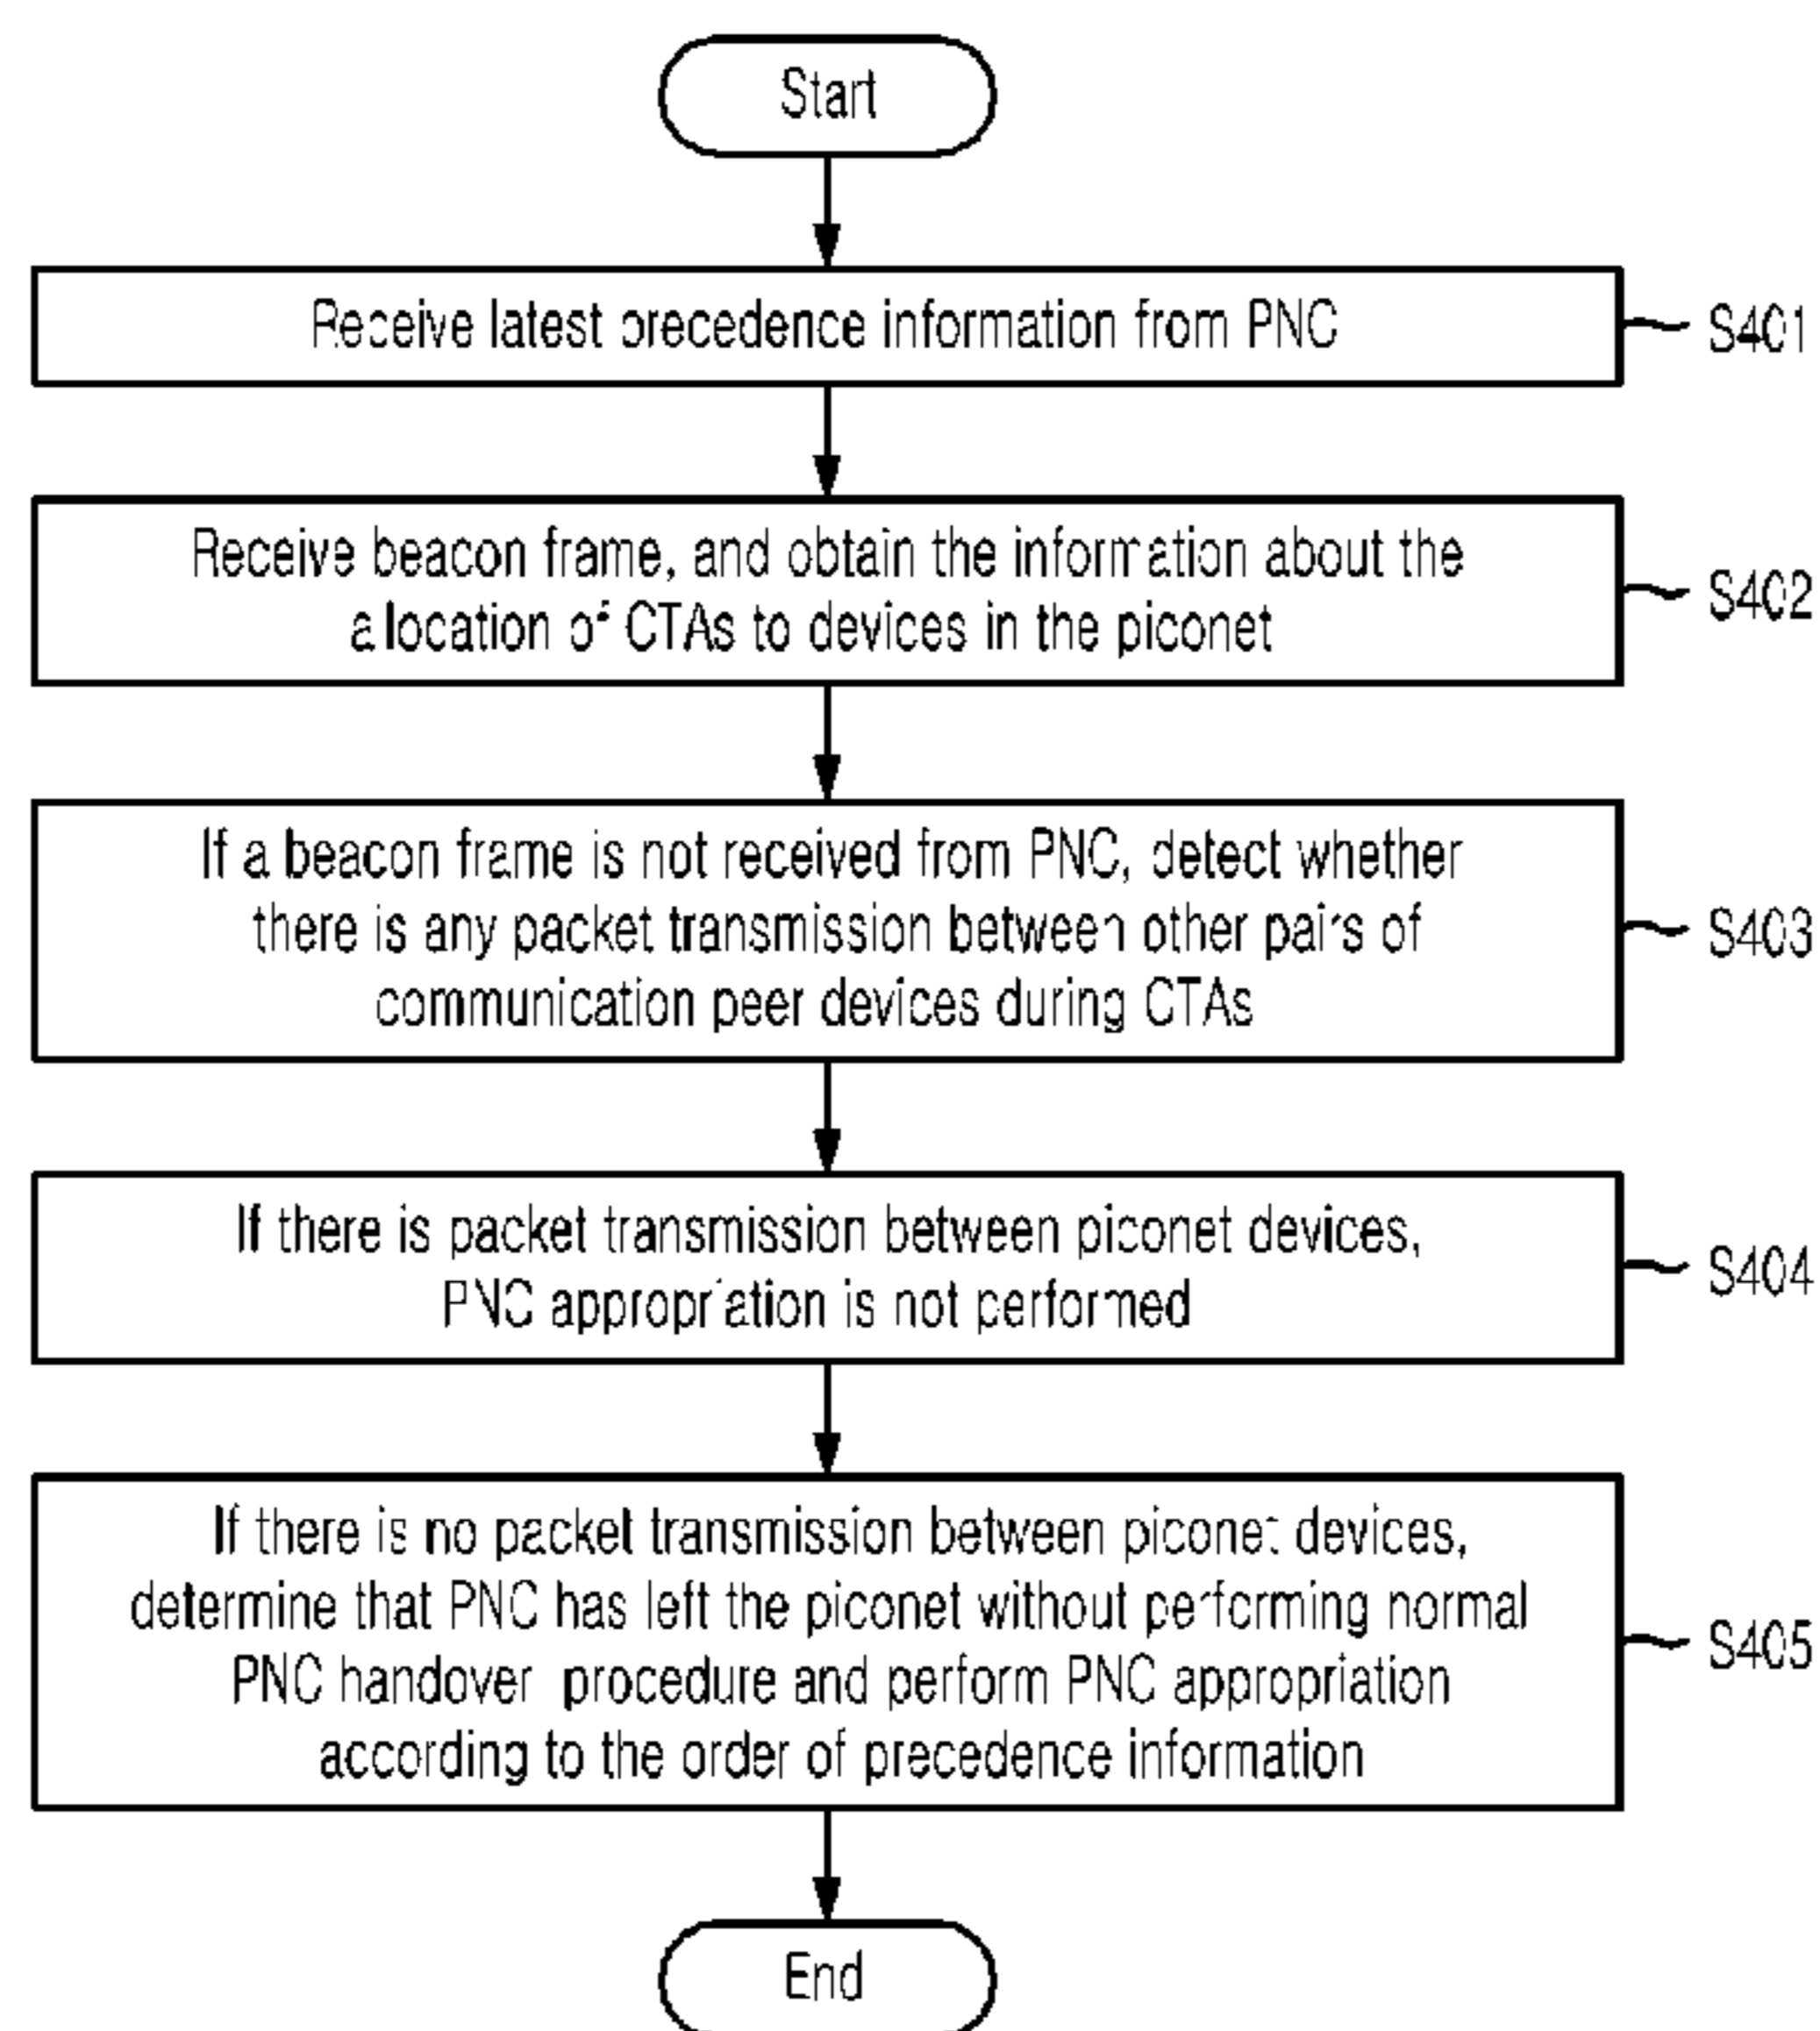 Start
Receive latest precedence information from PNC
S401
Receive beacon frame, and obtain the information about the
allocation of CTAs to devices in the piconet
S402
If a beacon frame is not received from PNC, detect whether
there is any packet transmission between other pairs of
communication peer devices during CTAs
S403
If there is packet transmission between piconet devices,
PNC appropriation is not performed
S404
If there is no packet transmission between piconet devices,
determine that PNC has left the piconet without performing normal
PNC handover procedure and perform PNC appropriation
according to the order of precedence information
S405
End